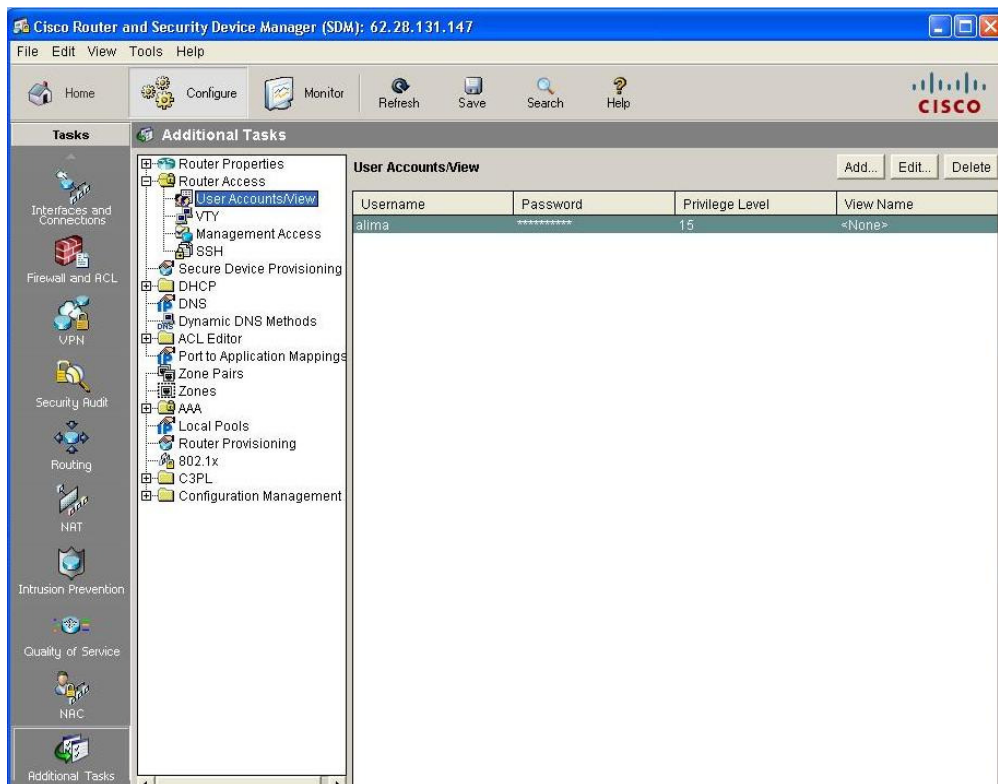 Cisco Router and Security Device Manager (SDM): 62.28.131.147
File Edit View Tools Help
Home Configure Monitor Refresh Save Search Help CISCO
Tasks
Additional Tasks
Interfaces and Connections
Firewall and ACL
VPN
Security Audit
Routing
NAT
Intrusion Prevention
Quality of Service
NAC
Additional Tasks
Router Properties
Router Access
User Accounts/View
VTY
Management Access
SSH
Secure Device Provisioning
DHCP
DNS
Dynamic DNS Methods
ACL Editor
Port to Application Mappings
Zone Pairs
Zones
AAA
Local Pools
Router Provisioning
802.1x
C3PL
Configuration Management
User Accounts/View Add... Edit... Delete
Username Password Privilege Level View Name
alima ********** 15 <None>